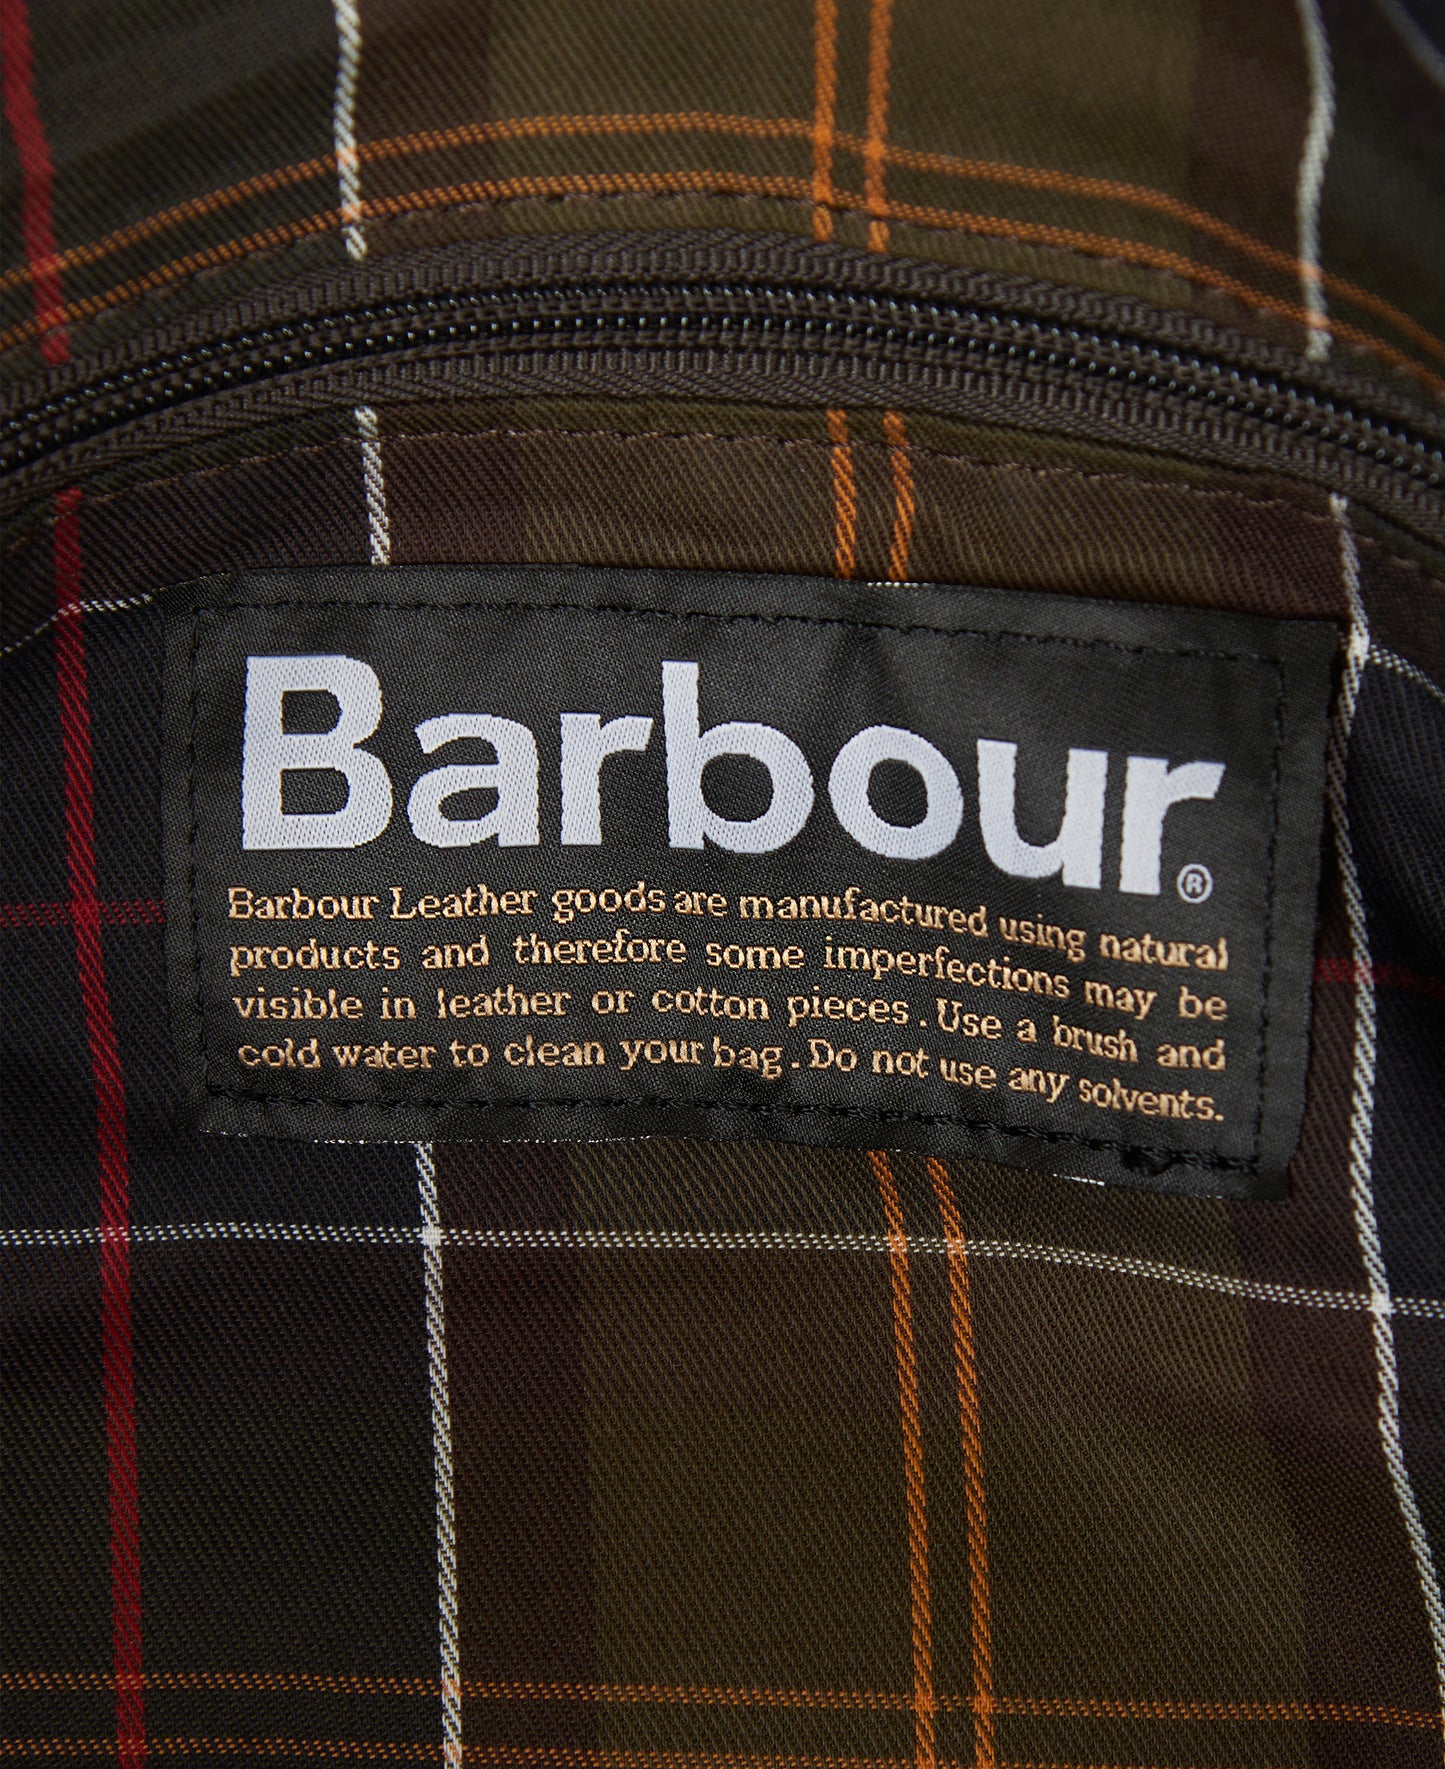 Barbour®
Barbour Leather goods are manufactured using natural
products and therefore some imperfections may be
visible in leather or cotton pieces. Use a brush and
cold water to clean your bag. Do not use any solvents.